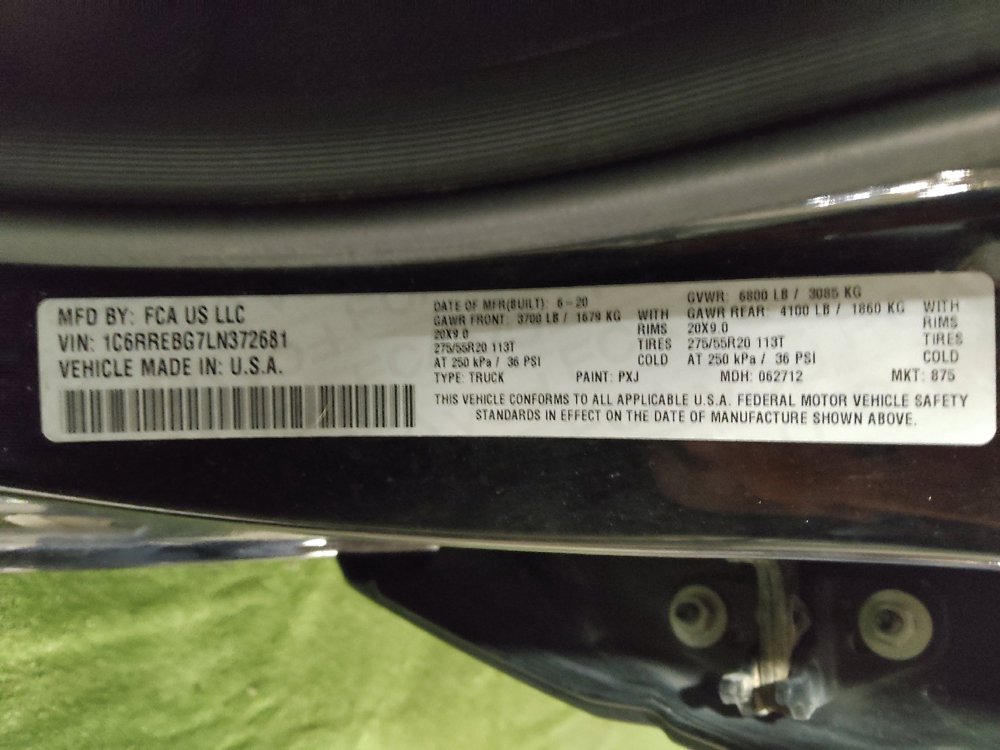 MFD BY: FCA US LLC
VIN: 1C6RREBG7LN372681
VEHICLE MADE IN: U.S.A.
DATE OF MFR(BUILT): 6-20
GVWR: 6800 LB / 3085 KG
GAWR FRONT: 3700 LB / 1679 KG WITH
20X9.0 RIMS
275/55R20 113T TIRES
AT 250 kPa / 36 PSI COLD
GAWR REAR: 4100 LB / 1860 KG WITH
20X9.0 RIMS
275/55R20 113T TIRES
AT 250 kPa / 36 PSI COLD
TYPE: TRUCK PAINT: PXJ MDH: 062712 MKT: 875
THIS VEHICLE CONFORMS TO ALL APPLICABLE U.S.A. FEDERAL MOTOR VEHICLE SAFETY
STANDARDS IN EFFECT ON THE DATE OF MANUFACTURE SHOWN ABOVE.